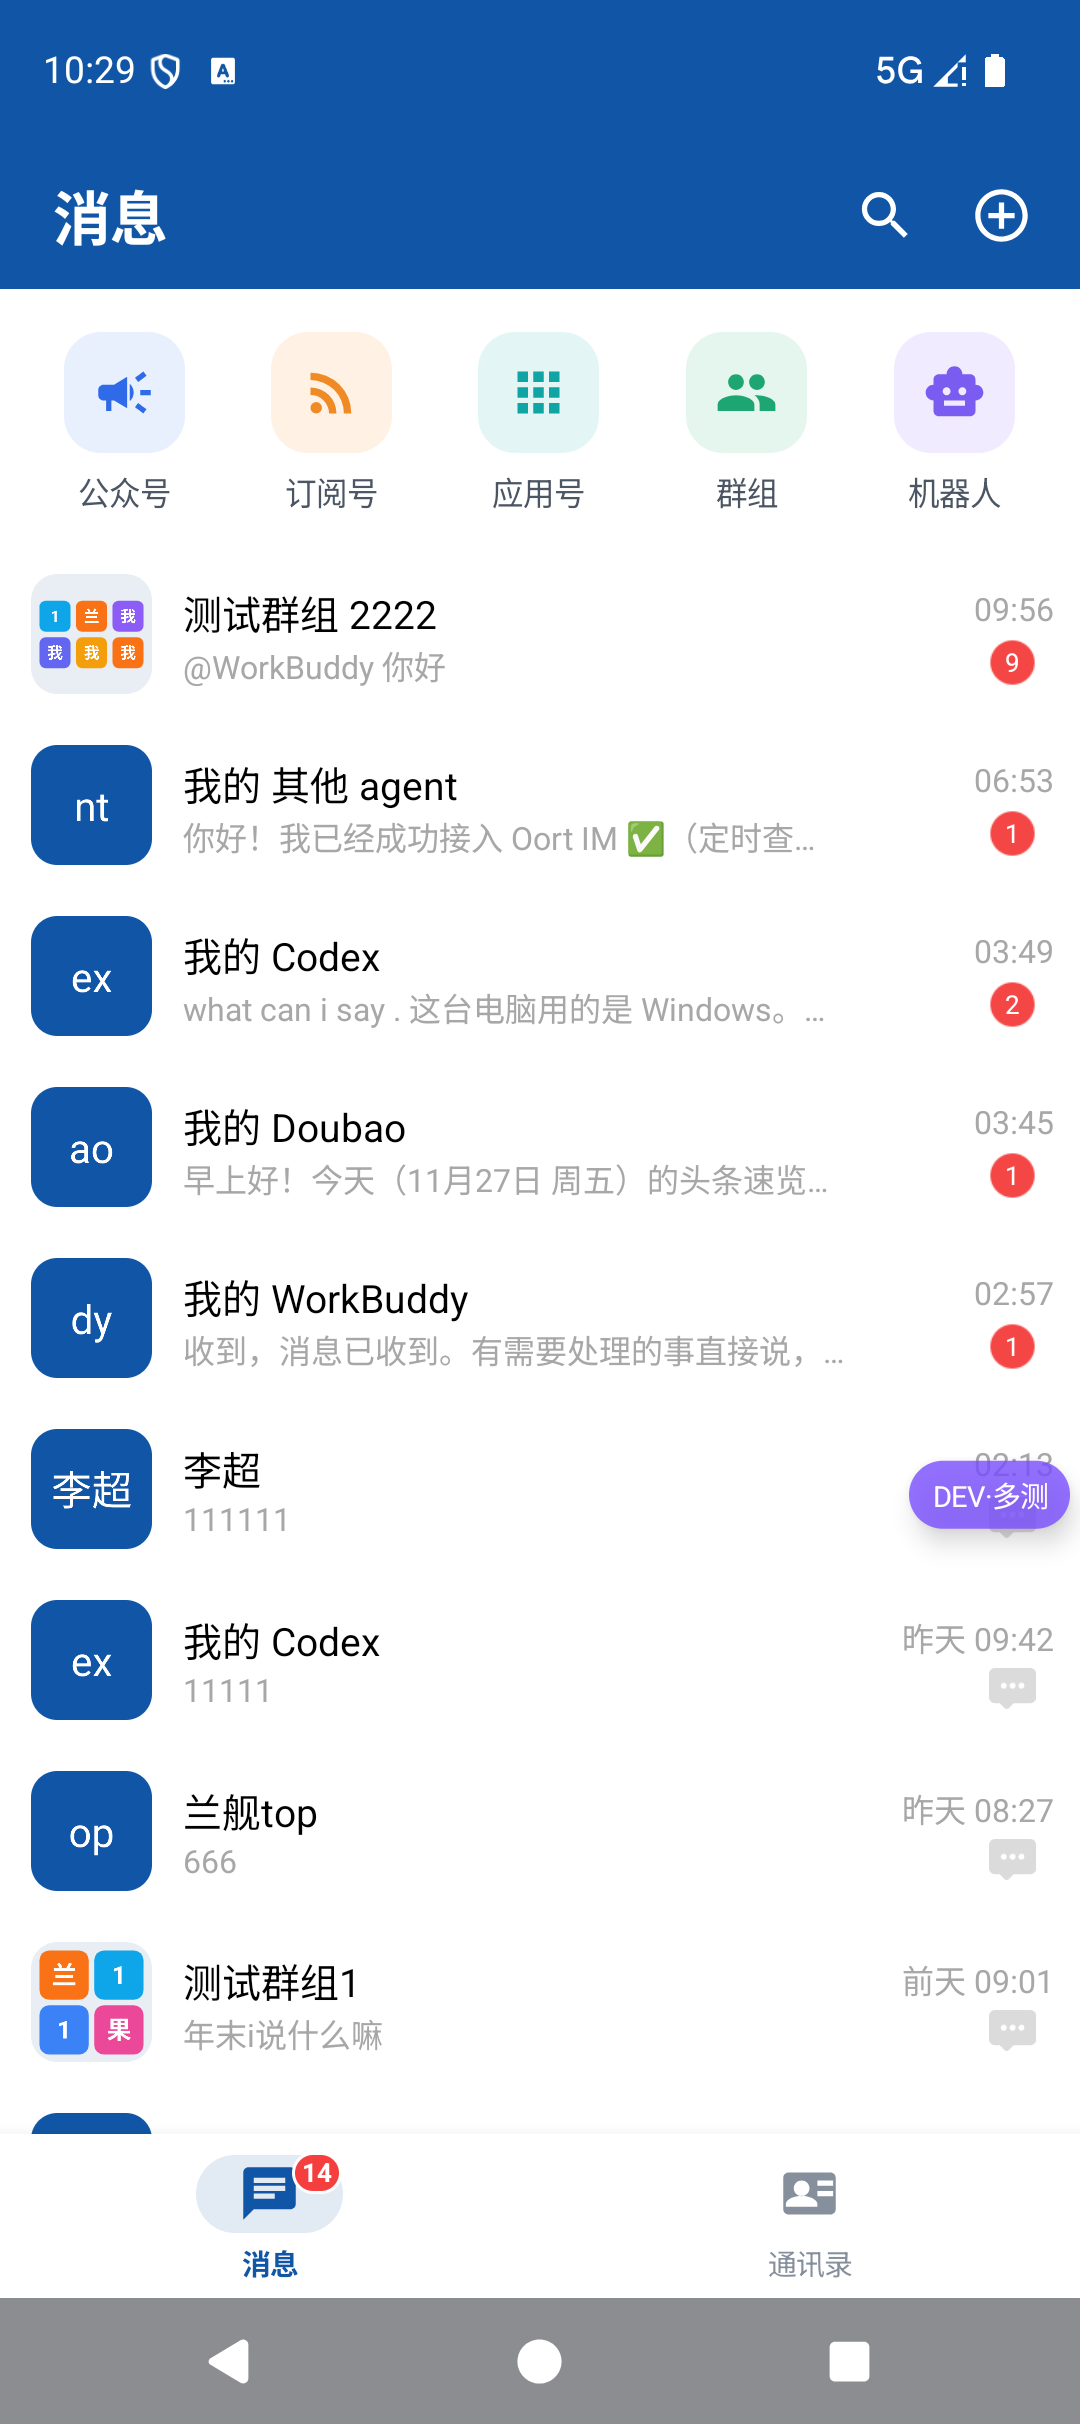 10:29
5G
消息
公众号 订阅号 应用号 群组 机器人
1 兰 我
我 我 我
测试群组 2222
09:56
@WorkBuddy 你好
9
nt
我的 其他 agent
06:53
你好！我已经成功接入 Oort IM ✅（定时查...
1
ex
我的 Codex
03:49
what can i say . 这台电脑用的是 Windows。...
2
ao
我的 Doubao
03:45
早上好！今天（11月27日 周五）的头条速览...
1
dy
我的 WorkBuddy
02:57
收到，消息已收到。有需要处理的事直接说，...
1
李超
李超
02:13
111111
DEV·多测
ex
我的 Codex
昨天 09:42
11111
op
兰舰top
昨天 08:27
666
兰 1
1 果
测试群组1
前天 09:01
年末i说什么嘛
14
消息
通讯录